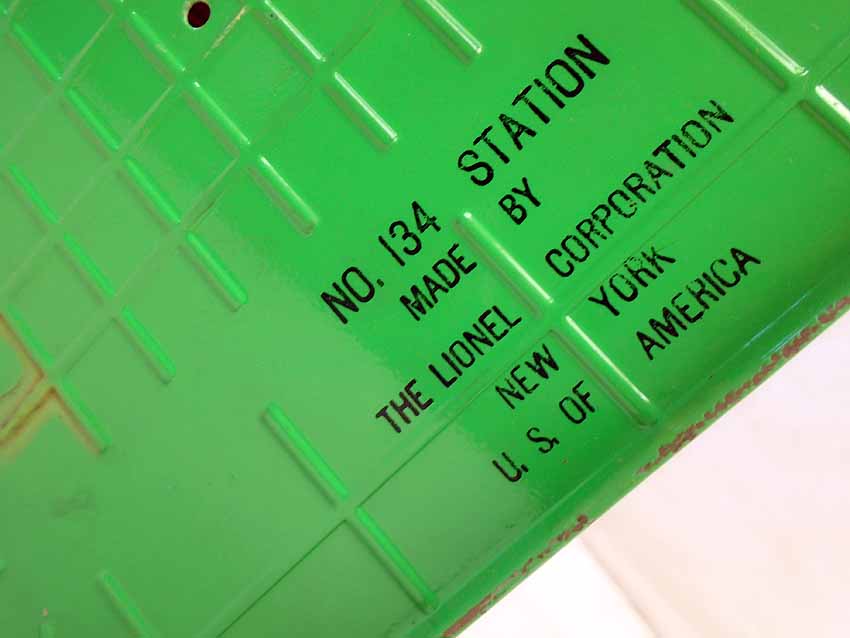 NO. 134 STATION
MADE BY
THE LIONEL CORPORATION
NEW YORK
U. S. OF AMERICA